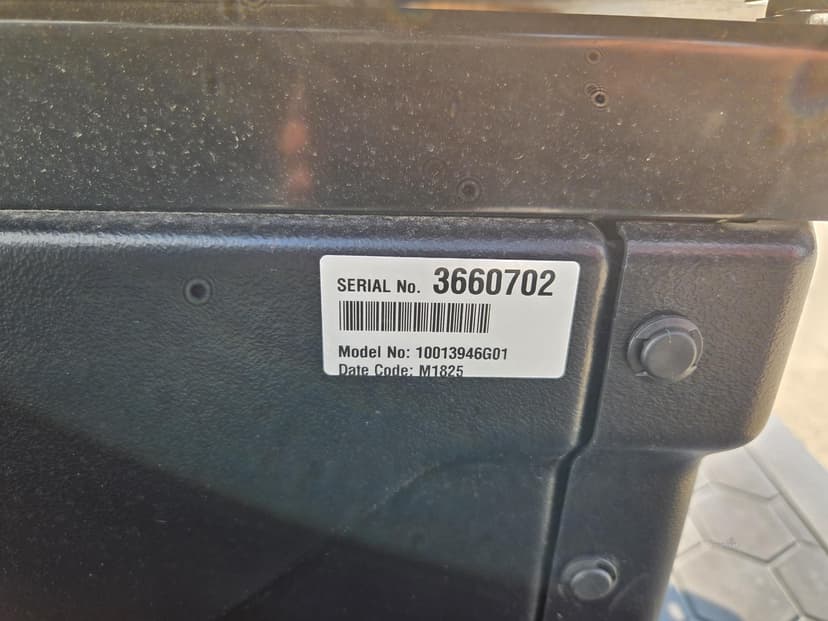 SERIAL No. 3660702
Model No: 10013946G01
Date Code: M1825